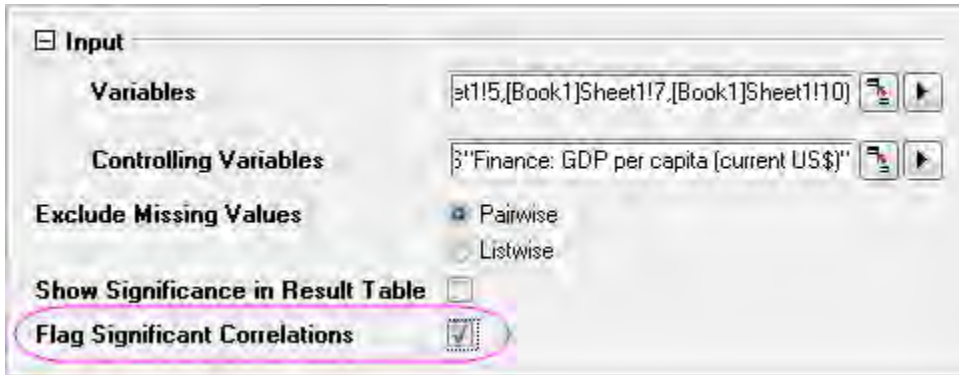 Input
Variables et1!5,[Book1]Sheet1!7,[Book1]Sheet1!10)
Controlling Variables "Finance: GDP per capita (current US$)"
Exclude Missing Values Pairwise
Listwise
Show Significance in Result Table
Flag Significant Correlations